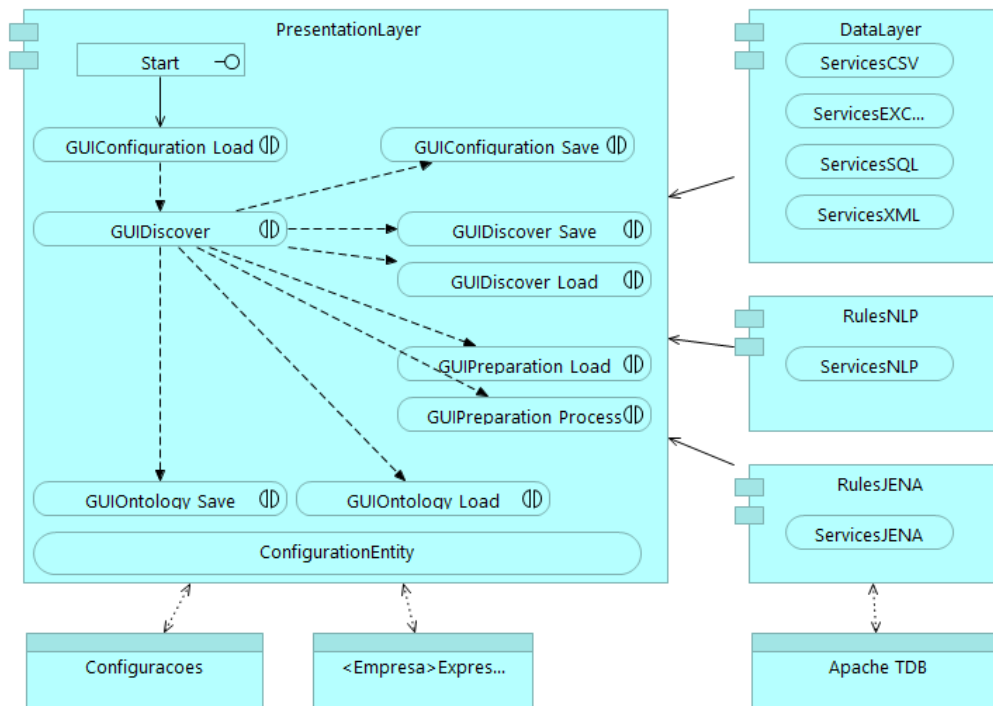 PresentationLayer
Start
GUIConfiguration Load
GUIConfiguration Save
GUIDiscover
GUIDiscover Save
GUIDiscover Load
GUIPreparation Load
GUIPreparation Process
GUIOntology Save
GUIOntology Load
ConfigurationEntity
DataLayer
ServicesCSV
ServicesEXC...
ServicesSQL
ServicesXML
RulesNLP
ServicesNLP
RulesJENA
ServicesJENA
Configuracoes
<Empresa>Expres...
Apache TDB